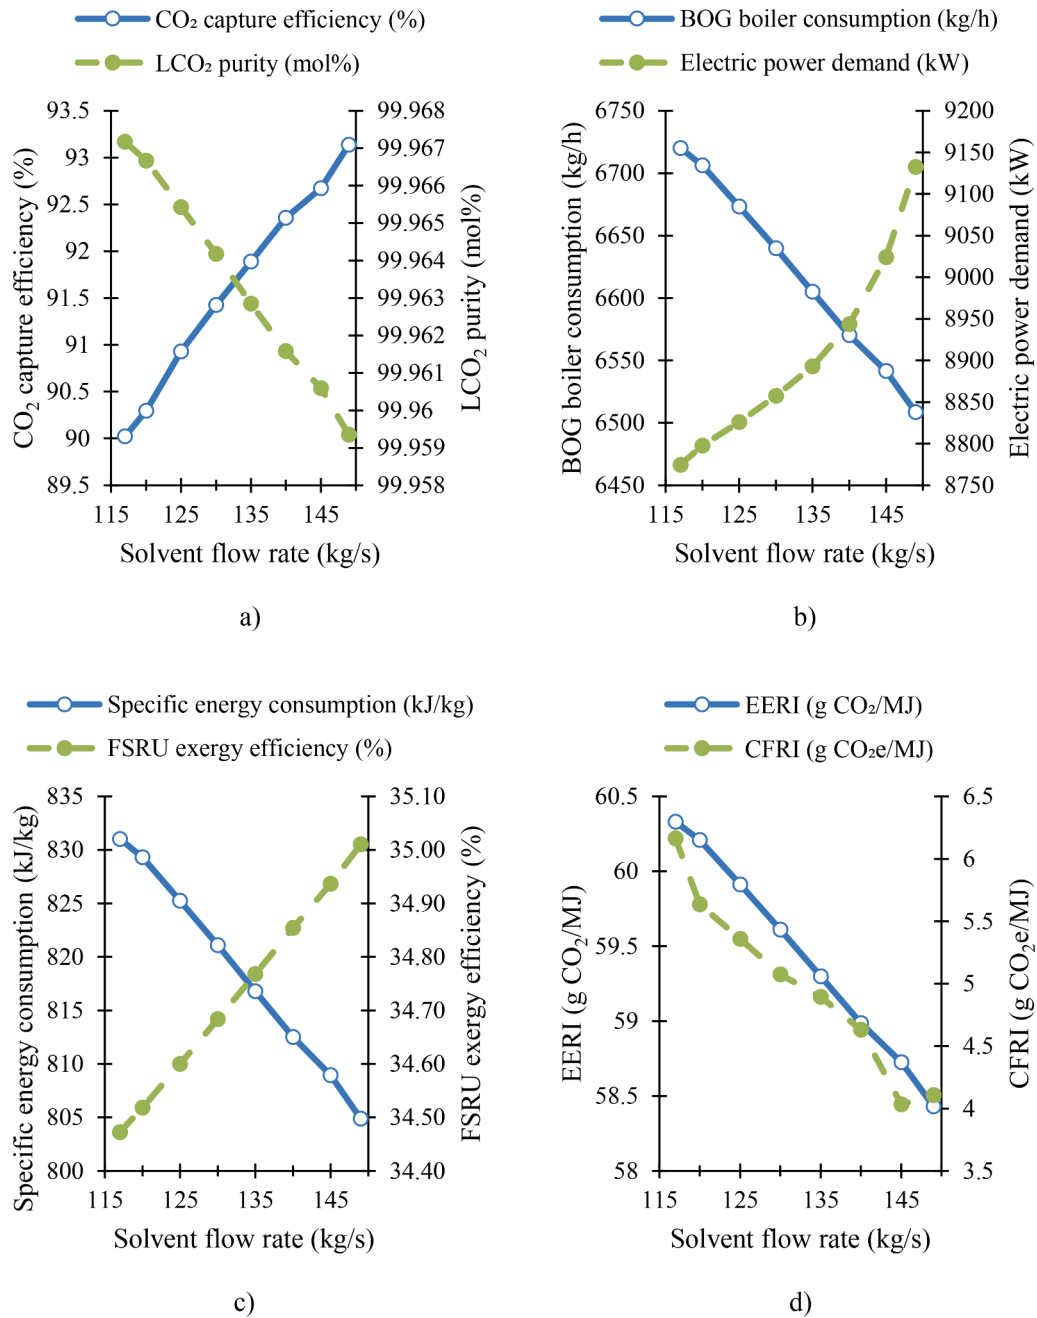 CO₂ capture efficiency (%)
LCO₂ purity (mol%)
93.5
93
92.5
92
91.5
91
90.5
90
89.5
99.968
99.967
99.966
99.965
99.964
99.963
99.962
99.961
99.96
99.959
99.958
115 125 135 145
CO₂ capture efficiency (%)
LCO₂ purity (mol%)
Solvent flow rate (kg/s)
a)
BOG boiler consumption (kg/h)
Electric power demand (kW)
6750
6700
6650
6600
6550
6500
6450
9200
9150
9100
9050
9000
8950
8900
8850
8800
8750
115 125 135 145
BOG boiler consumption (kg/h)
Electric power demand (kW)
Solvent flow rate (kg/s)
b)
Specific energy consumption (kJ/kg)
FSRU exergy efficiency (%)
835
830
825
820
815
810
805
800
35.10
35.00
34.90
34.80
34.70
34.60
34.50
34.40
115 125 135 145
Specific energy consumption (kJ/kg)
FSRU exergy efficiency (%)
Solvent flow rate (kg/s)
c)
EERI (g CO₂/MJ)
CFRI (g CO₂e/MJ)
60.5
60
59.5
59
58.5
58
6.5
6
5.5
5
4.5
4
3.5
115 125 135 145
EERI (g CO₂/MJ)
CFRI (g CO₂e/MJ)
Solvent flow rate (kg/s)
d)